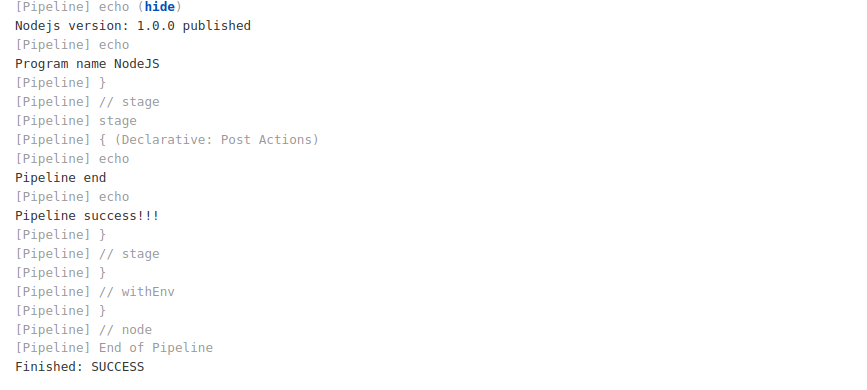 [Pipeline] echo (hide)
Nodejs version: 1.0.0 published
[Pipeline] echo
Program name NodeJS
[Pipeline] }
[Pipeline] // stage
[Pipeline] stage
[Pipeline] { (Declarative: Post Actions)
[Pipeline] echo
Pipeline end
[Pipeline] echo
Pipeline success!!!
[Pipeline] }
[Pipeline] // stage
[Pipeline] }
[Pipeline] // withEnv
[Pipeline] }
[Pipeline] // node
[Pipeline] End of Pipeline
Finished: SUCCESS